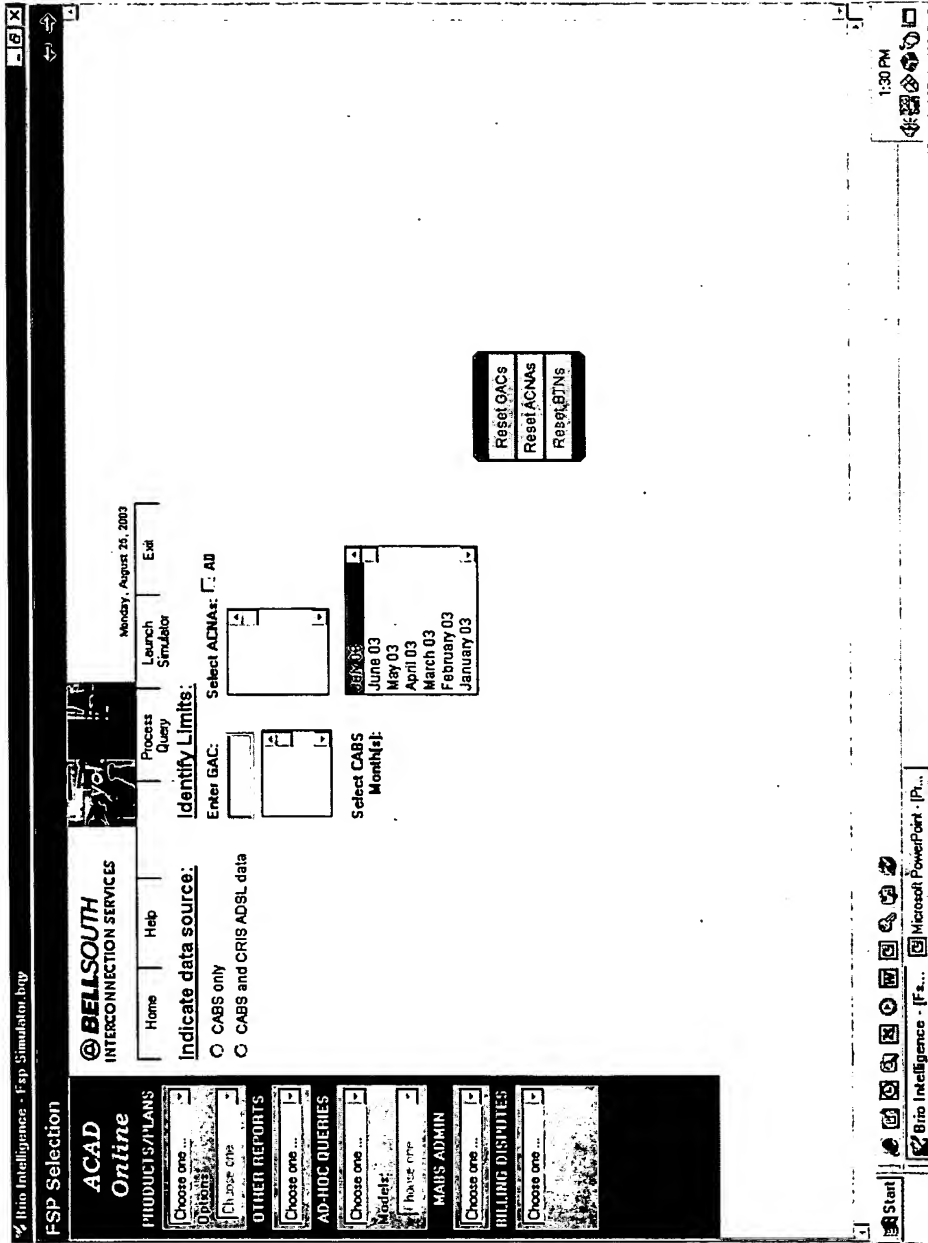 Brio Intelligence - Fsp Simulator.bqy
FSP Selection
ACAD
Online
PRODUCTS/PLANS
Choose one ...
Options:
Choose one
OTHER REPORTS
Choose one ...
AD-HOC QUERIES
Choose one ...
Models:
Choose one
MABS ADMIN
Choose one ...
BILLING DISPUTES
Choose one ...
BELLSOUTH
INTERCONNECTION SERVICES
Monday, August 25, 2003
Home
Help
Process Query
Launch Simulator
Exit
Indicate data source:
CABS only
CABS and CRIS ADSL data
Identify Limits:
Enter GAC:
Select ACNAs:
All
Select CABS
Month[s]:
July 03
June 03
May 03
April 03
March 03
February 03
January 03
Reset GACs
Reset ACNAs
Reset BTNs
Start
Brio Intelligence - [Fs...
Microsoft PowerPoint - [Pr...
1:30 PM